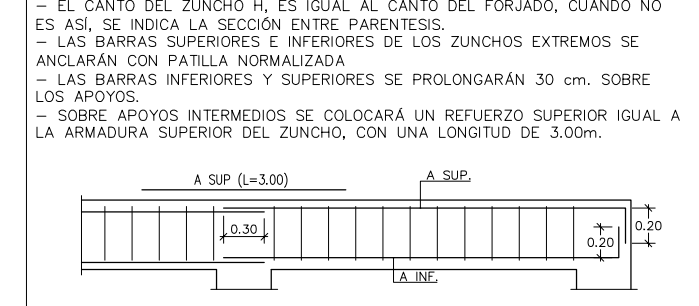 – EL CANTO DEL ZUNCHO H, ES IGUAL AL CANTO DEL FORJADO, CUANDO NO
ES ASÍ, SE INDICA LA SECCIÓN ENTRE PARENTESIS.
– LAS BARRAS SUPERIORES E INFERIORES DE LOS ZUNCHOS EXTREMOS SE
ANCLARÁN CON PATILLA NORMALIZADA
– LAS BARRAS INFERIORES Y SUPERIORES SE PROLONGARÁN 30 cm. SOBRE
LOS APOYOS.
– SOBRE APOYOS INTERMEDIOS SE COLOCARÁ UN REFUERZO SUPERIOR IGUAL A
LA ARMADURA SUPERIOR DEL ZUNCHO, CON UNA LONGITUD DE 3.00m.
A SUP (L=3.00)
A SUP.
0.30
0.20
0.20
A INF.